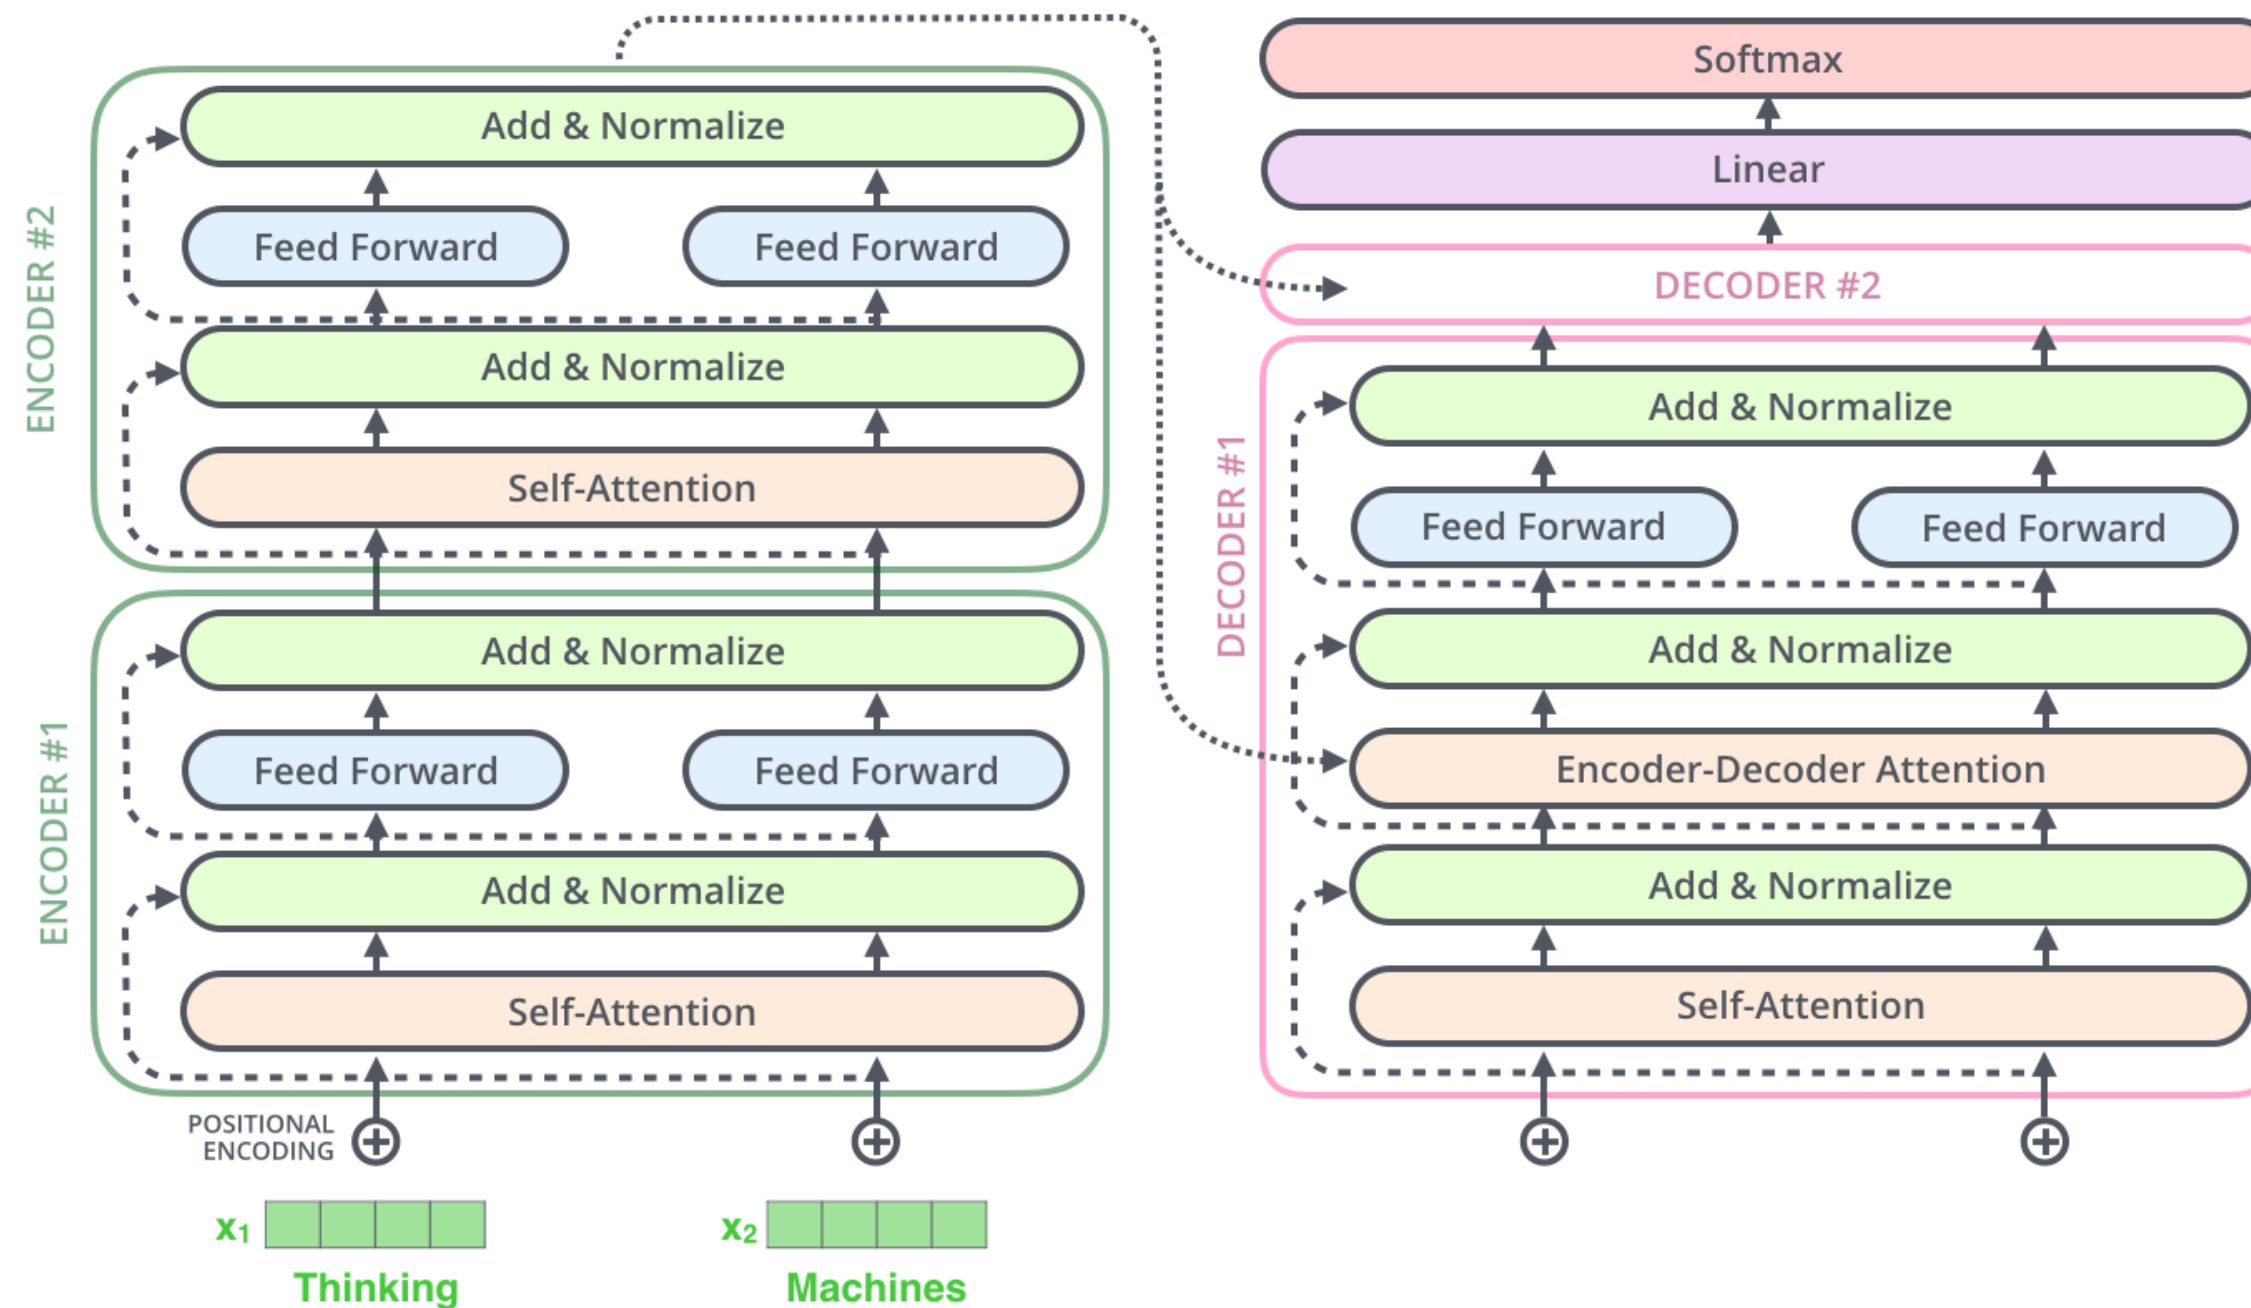 ENCODER #2
Add & Normalize
Feed Forward
Feed Forward
Add & Normalize
Self-Attention
ENCODER #1
Add & Normalize
Feed Forward
Feed Forward
Add & Normalize
Self-Attention
POSITIONAL
ENCODING
x₁
x₂
Thinking
Machines
Softmax
Linear
DECODER #2
DECODER #1
Add & Normalize
Feed Forward
Feed Forward
Add & Normalize
Encoder-Decoder Attention
Add & Normalize
Self-Attention